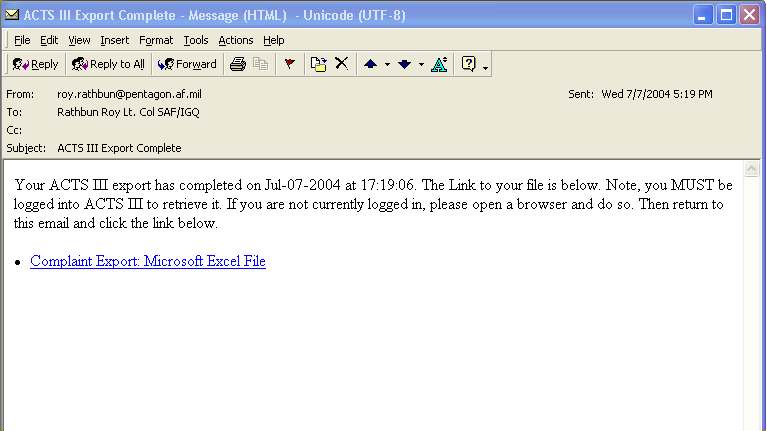 ACTS III Export Complete - Message (HTML)  - Unicode (UTF-8)
File Edit View Insert Format Tools Actions Help
Reply Reply to All Forward
From: roy.rathbun@pentagon.af.mil Sent: Wed 7/7/2004 5:19 PM
To: Rathbun Roy Lt. Col SAF/IGQ
Cc:
Subject: ACTS III Export Complete
Your ACTS III export has completed on Jul-07-2004 at 17:19:06. The Link to your file is below. Note, you MUST be
logged into ACTS III to retrieve it. If you are not currently logged in, please open a browser and do so. Then return to
this email and click the link below.
• Complaint Export: Microsoft Excel File